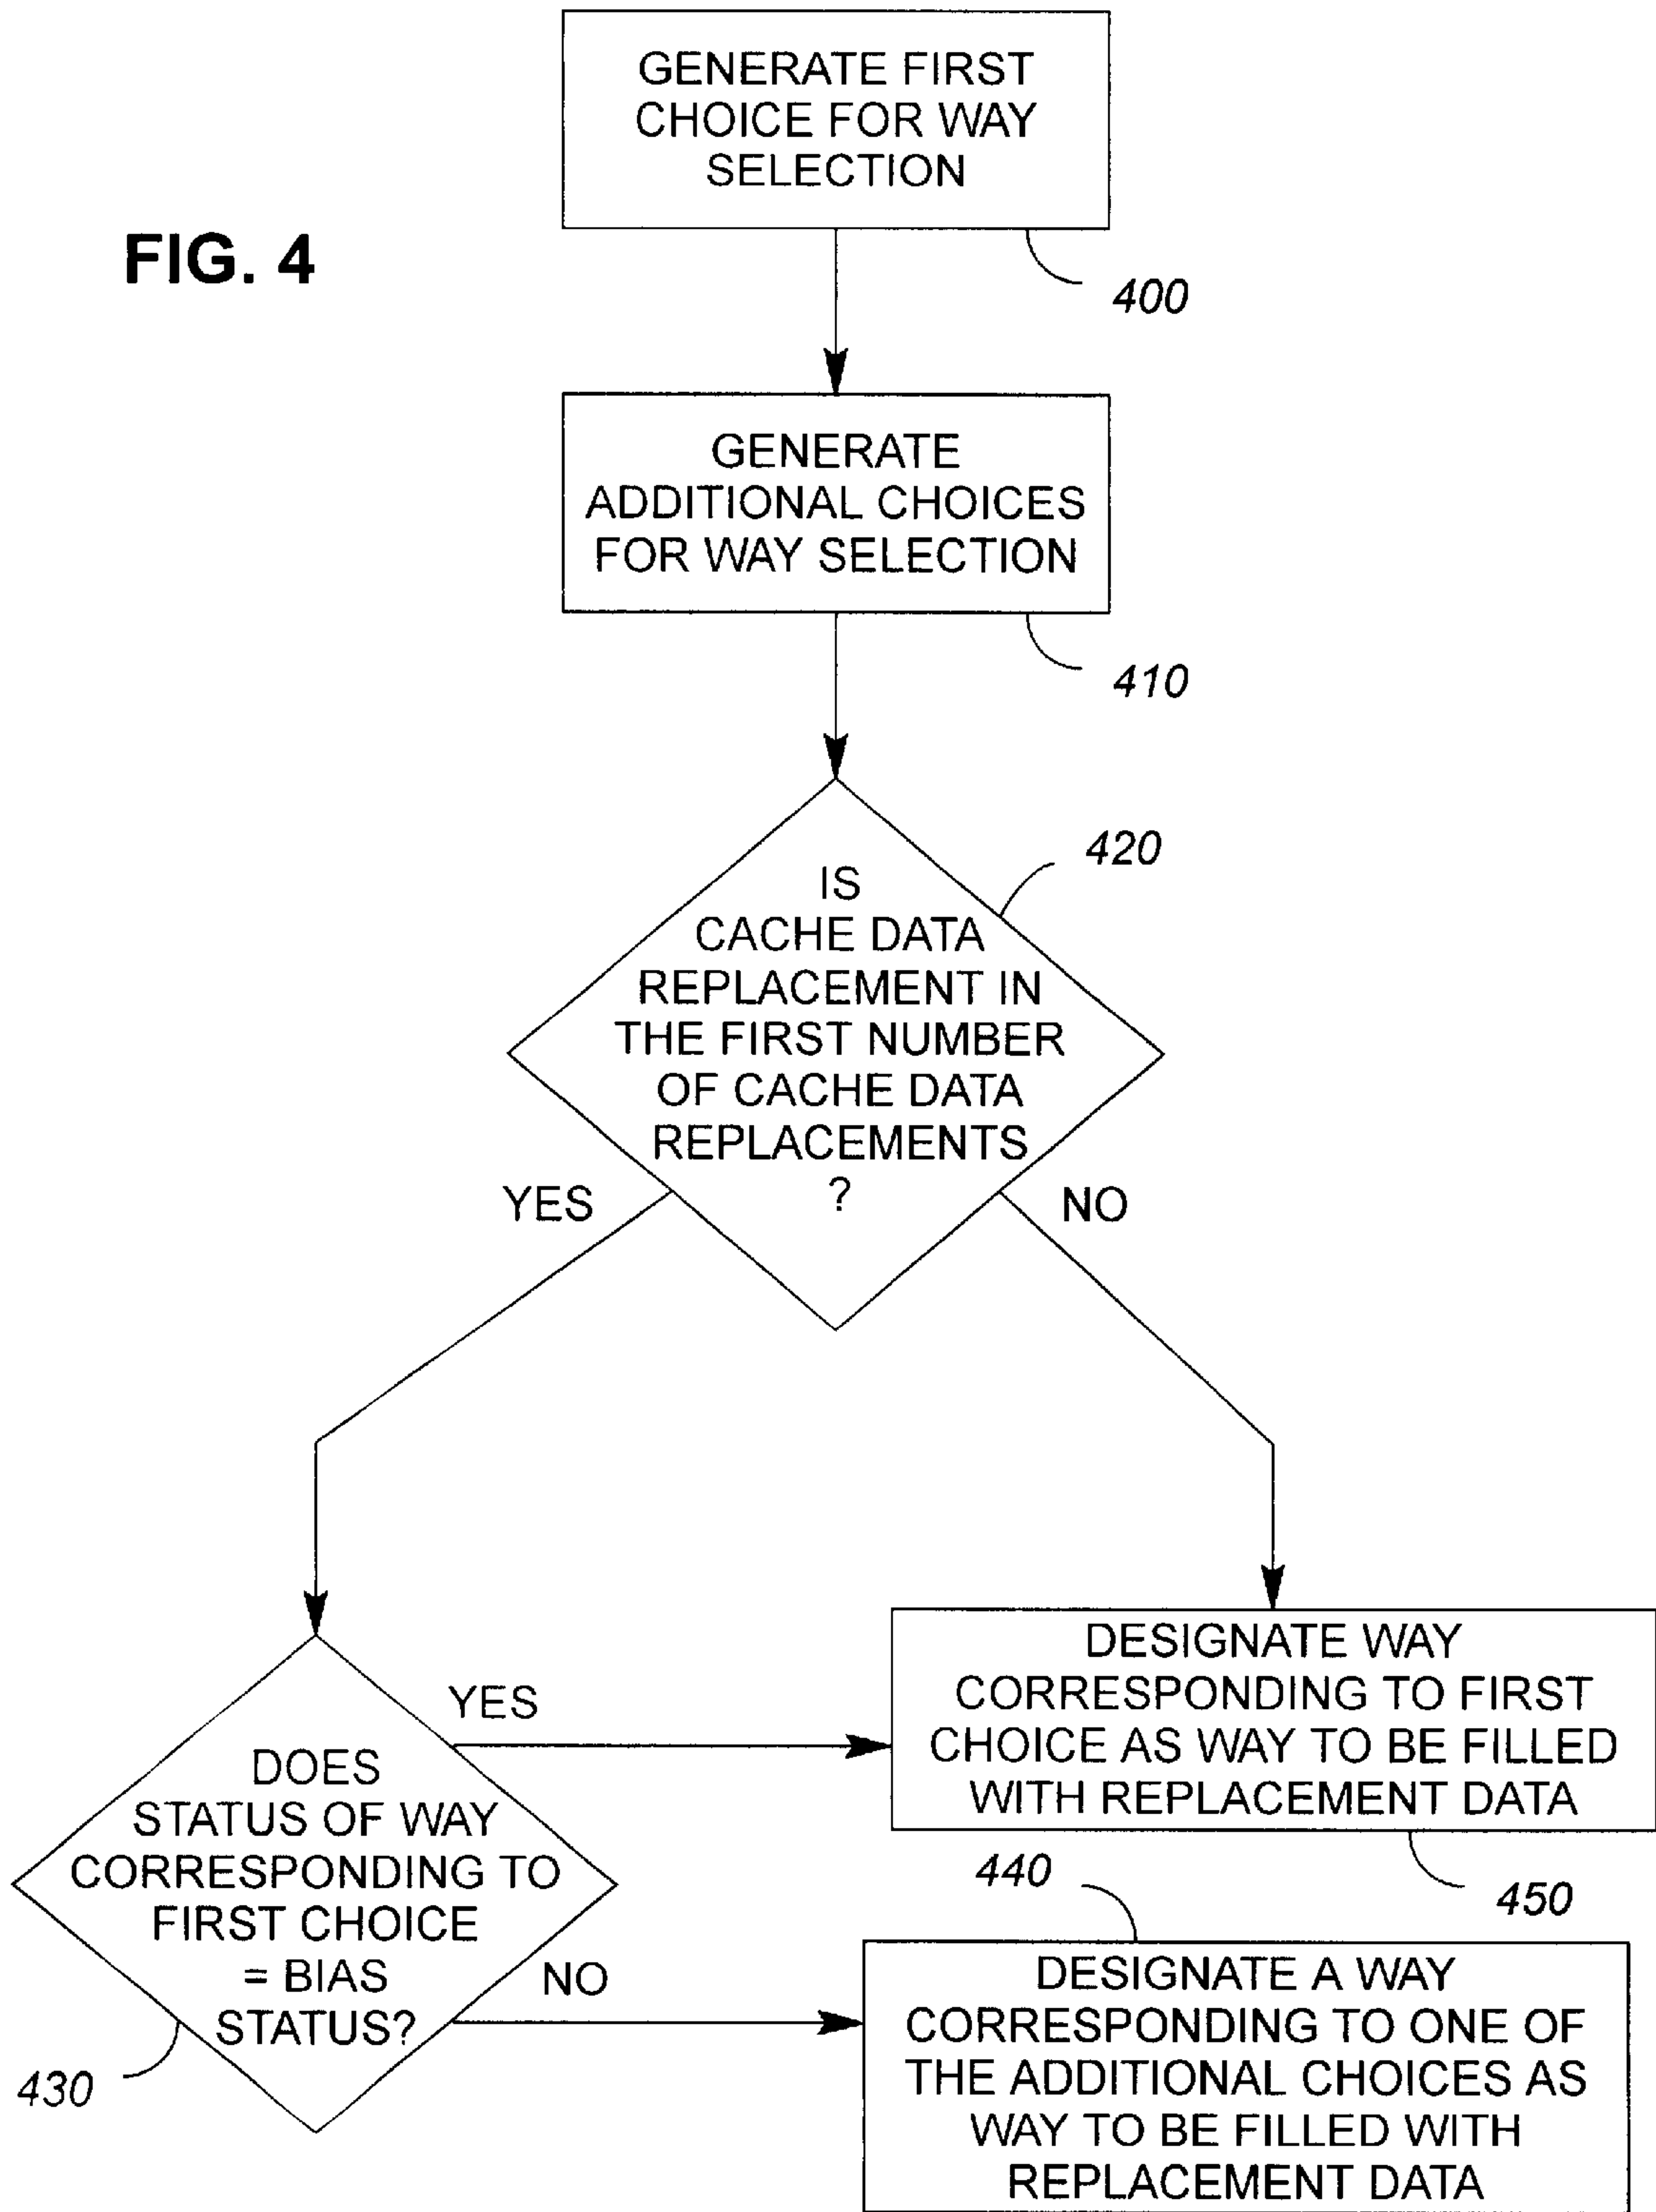 GENERATE FIRST
CHOICE FOR WAY
SELECTION
FIG. 4
400
GENERATE
ADDITIONAL CHOICES
FOR WAY SELECTION
410
420
IS
CACHE DATA
REPLACEMENT IN
THE FIRST NUMBER
OF CACHE DATA
REPLACEMENTS
?
YES
NO
DESIGNATE WAY
CORRESPONDING TO FIRST
CHOICE AS WAY TO BE FILLED
WITH REPLACEMENT DATA
450
YES
DOES
STATUS OF WAY
CORRESPONDING TO
FIRST CHOICE
= BIAS
STATUS?
NO
430
440
DESIGNATE A WAY
CORRESPONDING TO ONE OF
THE ADDITIONAL CHOICES AS
WAY TO BE FILLED WITH
REPLACEMENT DATA